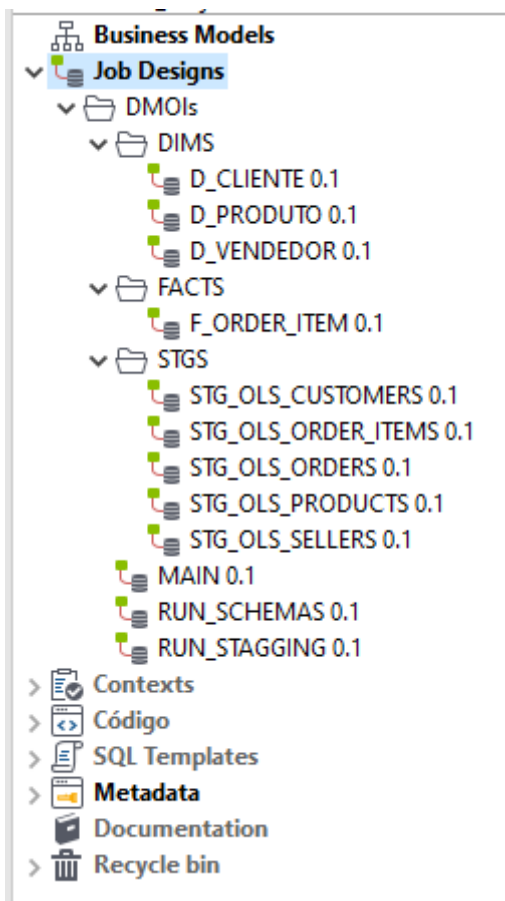 Business Models
Job Designs
DMOIs
DIMS
D_CLIENTE 0.1
D_PRODUTO 0.1
D_VENDEDOR 0.1
FACTS
F_ORDER_ITEM 0.1
STGS
STG_OLS_CUSTOMERS 0.1
STG_OLS_ORDER_ITEMS 0.1
STG_OLS_ORDERS 0.1
STG_OLS_PRODUCTS 0.1
STG_OLS_SELLERS 0.1
MAIN 0.1
RUN_SCHEMAS 0.1
RUN_STAGGING 0.1
Contexts
Código
SQL Templates
Metadata
Documentation
Recycle bin